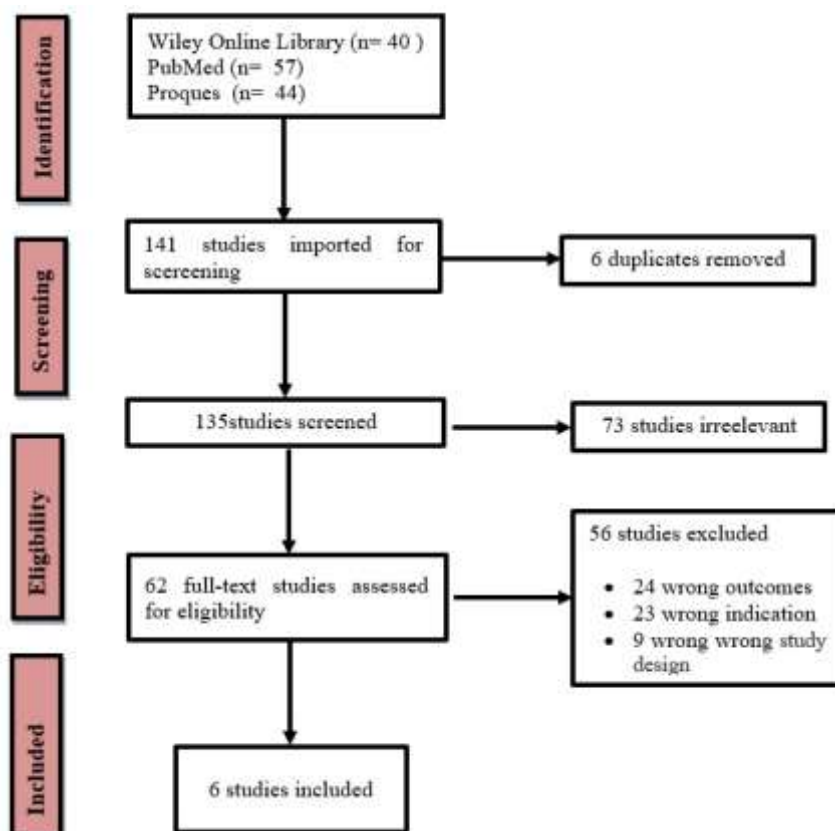 Identification
Wiley Online Library (n= 40 )
PubMed (n=  57)
Proques  (n=  44)
Screening
141 studies imported for
scereening
6 duplicates removed
135studies screened
73 studies irreelevant
Eligibility
62 full-text studies assessed
for eligibility
56 studies excluded
• 24 wrong outcomes
• 23 wrong indication
• 9 wrong wrong study
design
Included
6 studies included